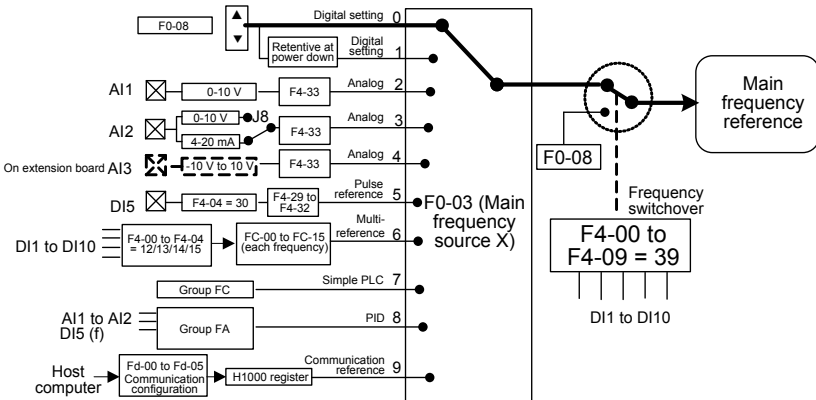 F0-08
Digital setting 0
Retentive at
power down
Digital
setting 1
AI1
0-10 V
F4-33
Analog 2
AI2
0-10 V
J8
4-20 mA
F4-33
Analog 3
On extension board AI3
-10 V to 10 V
F4-33
Analog 4
DI5
F4-04 = 30
F4-29 to
F4-32
Pulse
reference 5
DI1 to DI10
F4-00 to F4-04
= 12/13/14/15
FC-00 to FC-15
(each frequency)
Multi-
reference 6
Group FC
Simple PLC 7
AI1 to AI2
DI5 (f)
Group FA
PID 8
Host
computer
Fd-00 to Fd-05
Communication
configuration
H1000 register
Communication
reference 9
F0-03 (Main
frequency
source X)
F0-08
Main
frequency
reference
Frequency
switchover
F4-00 to
F4-09 = 39
DI1 to DI10